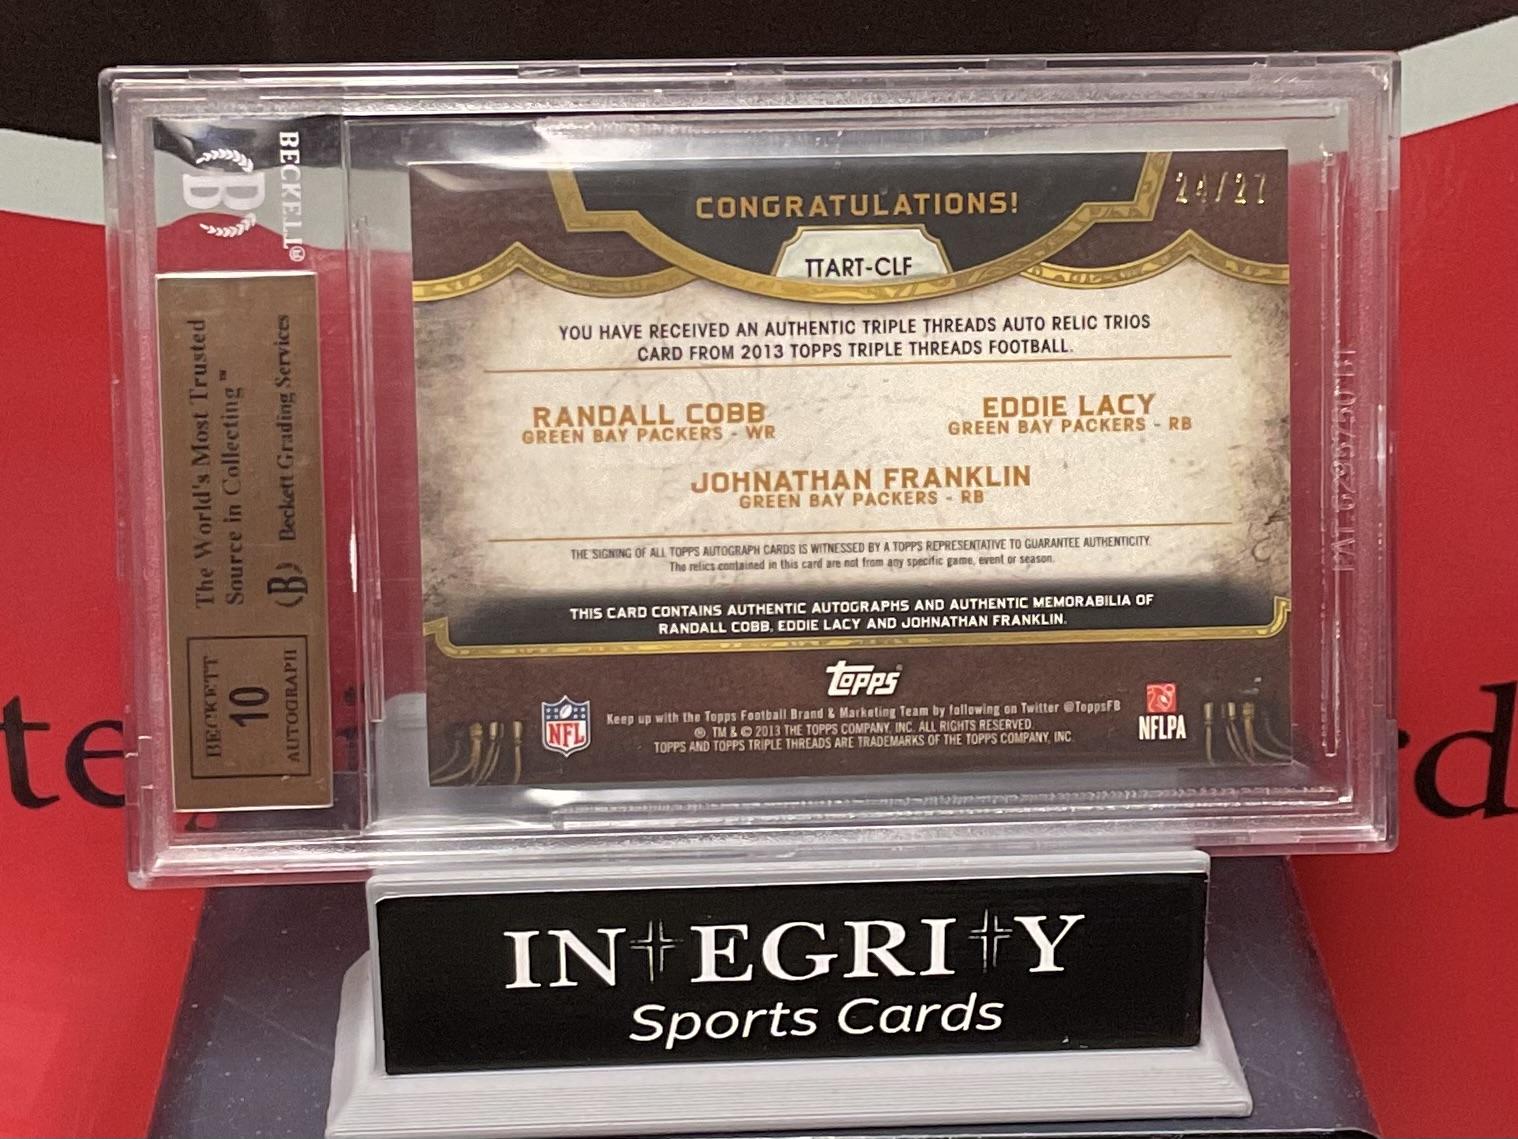 BECKETT®
B
The World's Most Trusted
Source in Collecting™
B Beckett Grading Services
BECKETT
10
AUTOGRAPH
24/27
CONGRATULATIONS!
TTART-CLF
YOU HAVE RECEIVED AN AUTHENTIC TRIPLE THREADS AUTO RELIC TRIOS
CARD FROM 2013 TOPPS TRIPLE THREADS FOOTBALL.
RANDALL COBB
GREEN BAY PACKERS - WR
EDDIE LACY
GREEN BAY PACKERS - RB
JOHNATHAN FRANKLIN
GREEN BAY PACKERS - RB
THE SIGNING OF ALL TOPPS AUTOGRAPH CARDS IS WITNESSED BY A TOPPS REPRESENTATIVE TO GUARANTEE AUTHENTICITY.
The relics contained in this card are not from any specific game, event or season.
THIS CARD CONTAINS AUTHENTIC AUTOGRAPHS AND AUTHENTIC MEMORABILIA OF
RANDALL COBB, EDDIE LACY AND JOHNATHAN FRANKLIN.
Topps®
NFL
Keep up with the Topps Football Brand & Marketing Team by following on Twitter @ToppsFB
® TM & © 2013 THE TOPPS COMPANY, INC. ALL RIGHTS RESERVED.
TOPPS AND TOPPS TRIPLE THREADS ARE TRADEMARKS OF THE TOPPS COMPANY, INC.
NFLPA
INTEGRITY
Sports Cards